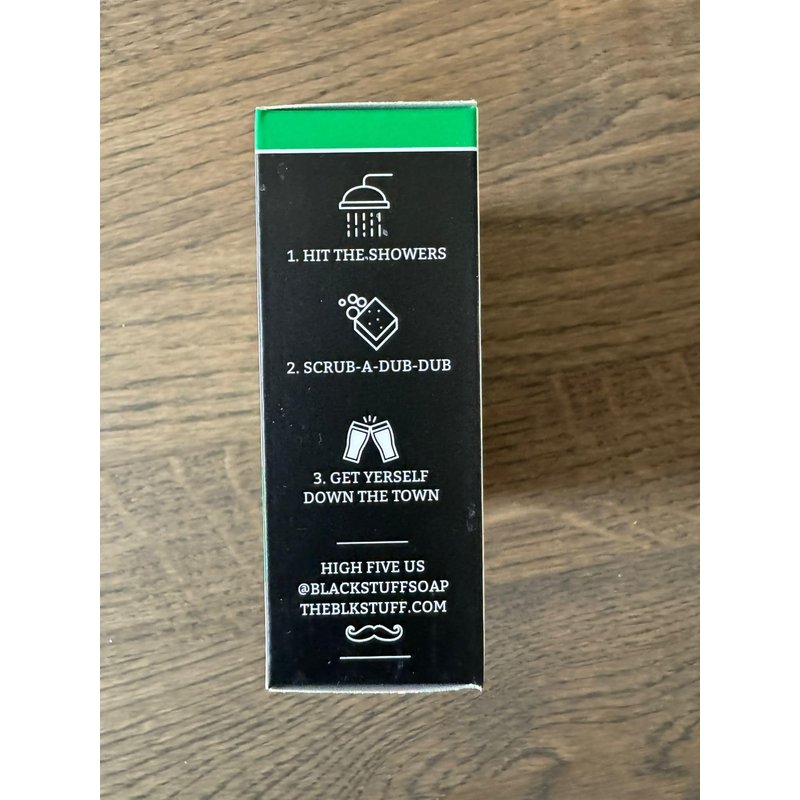 1. HIT THE SHOWERS
2. SCRUB-A-DUB-DUB
3. GET YERSELF
DOWN THE TOWN
HIGH FIVE US
@BLACKSTUFFSOAP
THEBLKSTUFF.COM